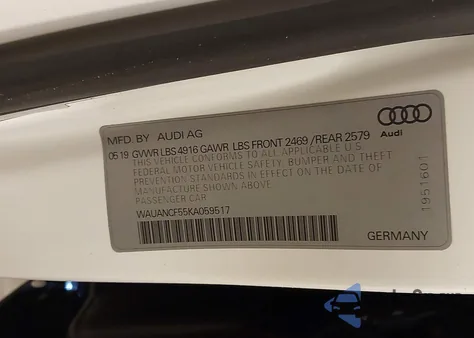 MFD. BY AUDI AG
05 19 GVWR LBS 4916 GAWR LBS FRONT 2469 / REAR 2579
THIS VEHICLE CONFORMS TO ALL APPLICABLE U.S.
FEDERAL MOTOR VEHICLE SAFETY, BUMPER, AND THEFT
PREVENTION STANDARDS IN EFFECT ON THE DATE OF
MANUFACTURE SHOWN ABOVE.
PASSENGER CAR
WAUANCF55KA059517
Audi
1951601
GERMANY